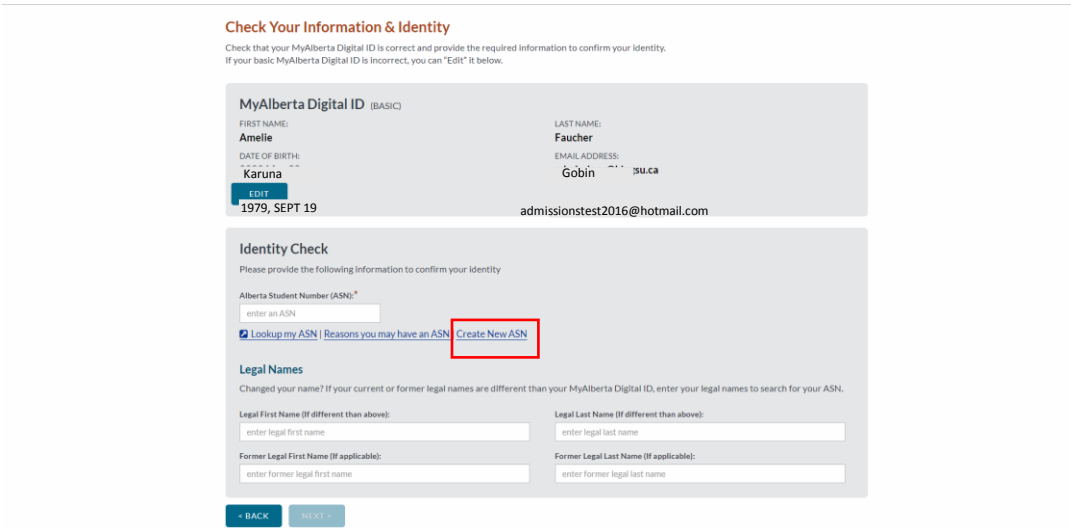 Check Your Information & Identity
Check that your MyAlberta Digital ID is correct and provide the required information to confirm your identity.
If your basic MyAlberta Digital ID is incorrect, you can "Edit" it below.
MyAlberta Digital ID (BASIC)
FIRST NAME: LAST NAME:
Amelie Faucher
DATE OF BIRTH: EMAIL ADDRESS:
Karuna Gobin su.ca
EDIT
1979, SEPT 19 admissionstest2016@hotmail.com
Identity Check
Please provide the following information to confirm your identity
Alberta Student Number (ASN):*
enter an ASN
Lookup my ASN | Reasons you may have an ASN Create New ASN
Legal Names
Changed your name? If your current or former legal names are different than your MyAlberta Digital ID, enter your legal names to search for your ASN.
Legal First Name (If different than above): Legal Last Name (If different than above):
enter legal first name enter legal last name
Former Legal First Name (If applicable): Former Legal Last Name (If applicable):
enter former legal first name enter former legal last name
< BACK NEXT >